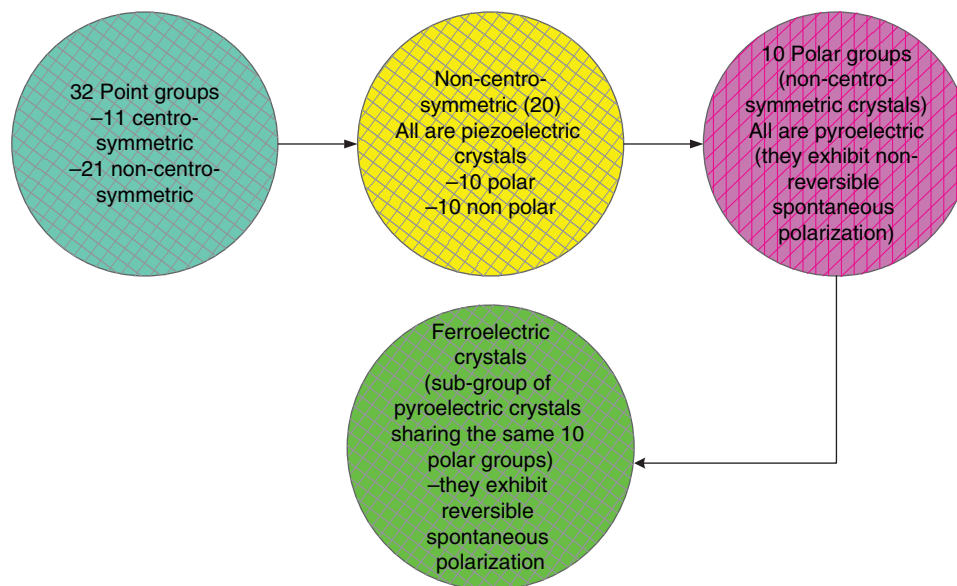 32 Point groups
–11 centro-
symmetric
–21 non-centro-
symmetric
Non-centro-
symmetric (20)
All are piezoelectric
crystals
–10 polar
–10 non polar
10 Polar groups
(non-centro-
symmetric crystals)
All are pyroelectric
(they exhibit non-
reversible
spontaneous
polarization)
Ferroelectric
crystals
(sub-group of
pyroelectric crystals
sharing the same 10
polar groups)
–they exhibit
reversible
spontaneous
polarization